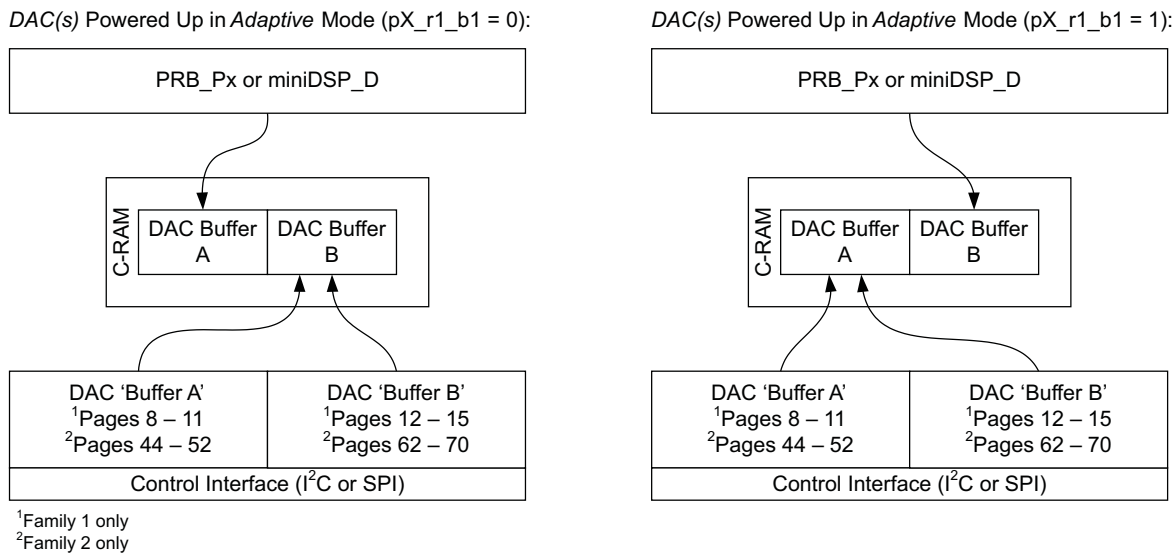 DAC(s) Powered Up in Adaptive Mode (pX_r1_b1 = 0):
PRB_Px or miniDSP_D
C-RAM
DAC Buffer
A
DAC Buffer
B
DAC 'Buffer A'
¹Pages 8 – 11
²Pages 44 – 52
DAC 'Buffer B'
¹Pages 12 – 15
²Pages 62 – 70
Control Interface (I²C or SPI)
¹Family 1 only
²Family 2 only
DAC(s) Powered Up in Adaptive Mode (pX_r1_b1 = 1):
PRB_Px or miniDSP_D
C-RAM
DAC Buffer
A
DAC Buffer
B
DAC 'Buffer A'
¹Pages 8 – 11
²Pages 44 – 52
DAC 'Buffer B'
¹Pages 12 – 15
²Pages 62 – 70
Control Interface (I²C or SPI)